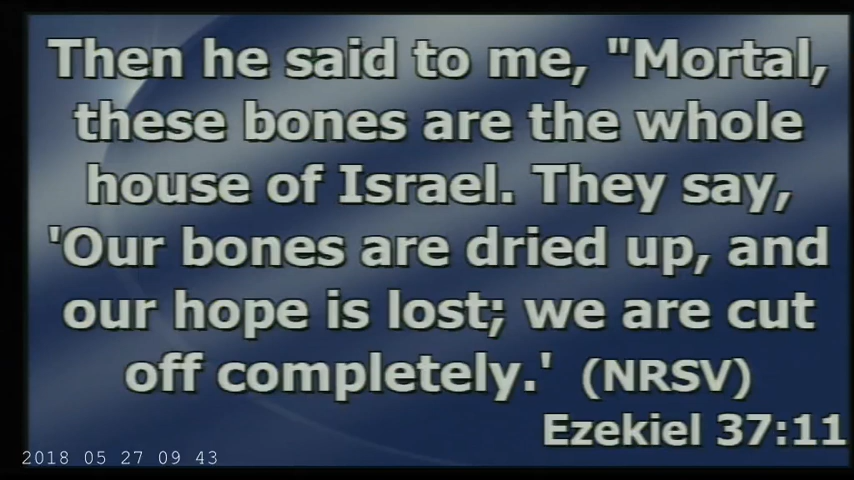 Then he said to me, "Mortal,
these bones are the whole
house of Israel. They say,
'Our bones are dried up, and
our hope is lost; we are cut
off completely.' (NRSV)
Ezekiel 37:11
2018 05 27 09 43